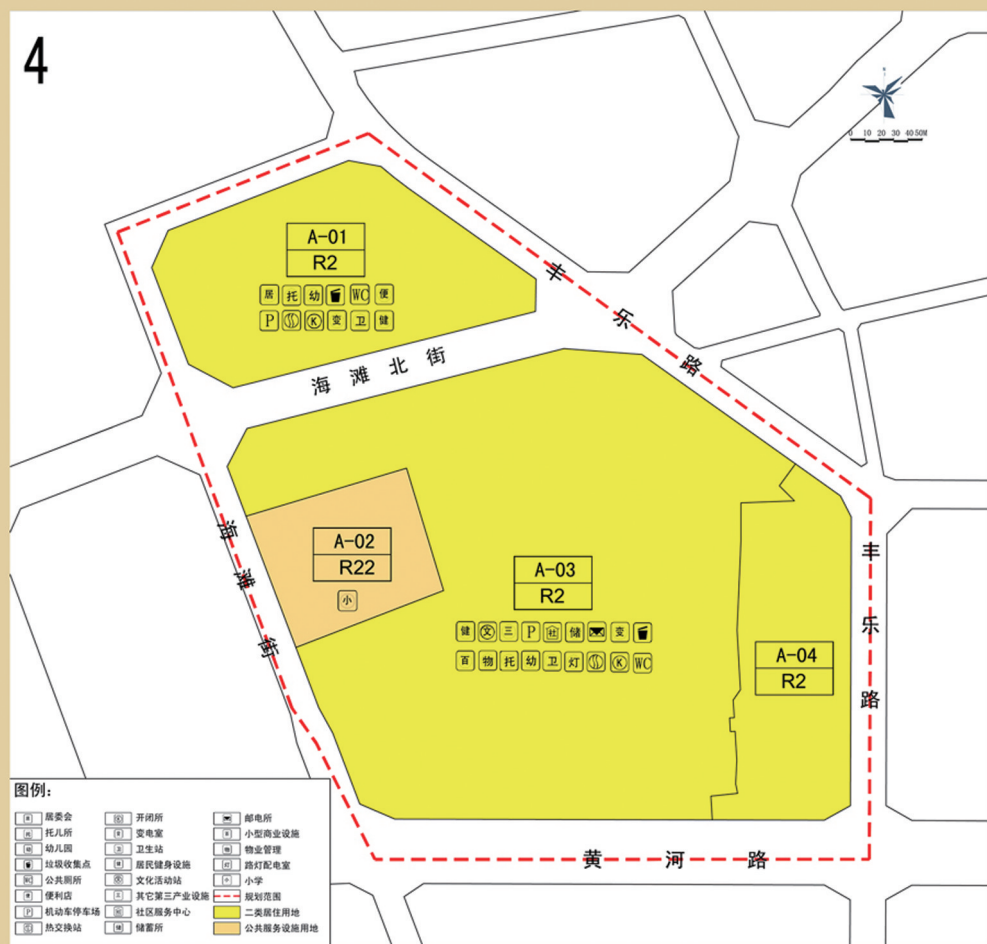 4
0 10 20 30 40 50M
A-01
R2
居 托 幼 WC 便
P K 变 卫 健
丰乐路
海滩北街
海滩街
A-02
R22
小
A-03
R2
健 文 三 P 社 储 变
百 物 托 幼 卫 灯 K WC
A-04
R2
丰乐路
黄河路
图例:
居委会
托儿所
幼儿园
垃圾收集点
WC 公共厕所
便利店
P 机动车停车场
热交换站
开闭所
变电室
卫生站
居民健身设施
文化活动站
其它第三产业设施
社区服务中心
储蓄所
邮电所
小型商业设施
物业管理
路灯配电室
小学
规划范围
二类居住用地
公共服务设施用地